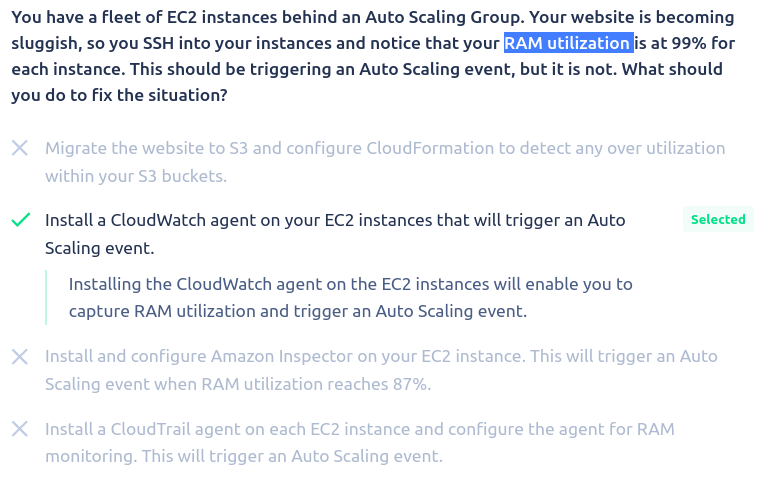 You have a fleet of EC2 instances behind an Auto Scaling Group. Your website is becoming
sluggish, so you SSH into your instances and notice that your RAM utilization is at 99% for
each instance. This should be triggering an Auto Scaling event, but it is not. What should
you do to fix the situation?
Migrate the website to S3 and configure CloudFormation to detect any over utilization
within your S3 buckets.
Install a CloudWatch agent on your EC2 instances that will trigger an Auto
Scaling event.
Selected
Installing the CloudWatch agent on the EC2 instances will enable you to
capture RAM utilization and trigger an Auto Scaling event.
Install and configure Amazon Inspector on your EC2 instance. This will trigger an Auto
Scaling event when RAM utilization reaches 87%.
Install a CloudTrail agent on each EC2 instance and configure the agent for RAM
monitoring. This will trigger an Auto Scaling event.